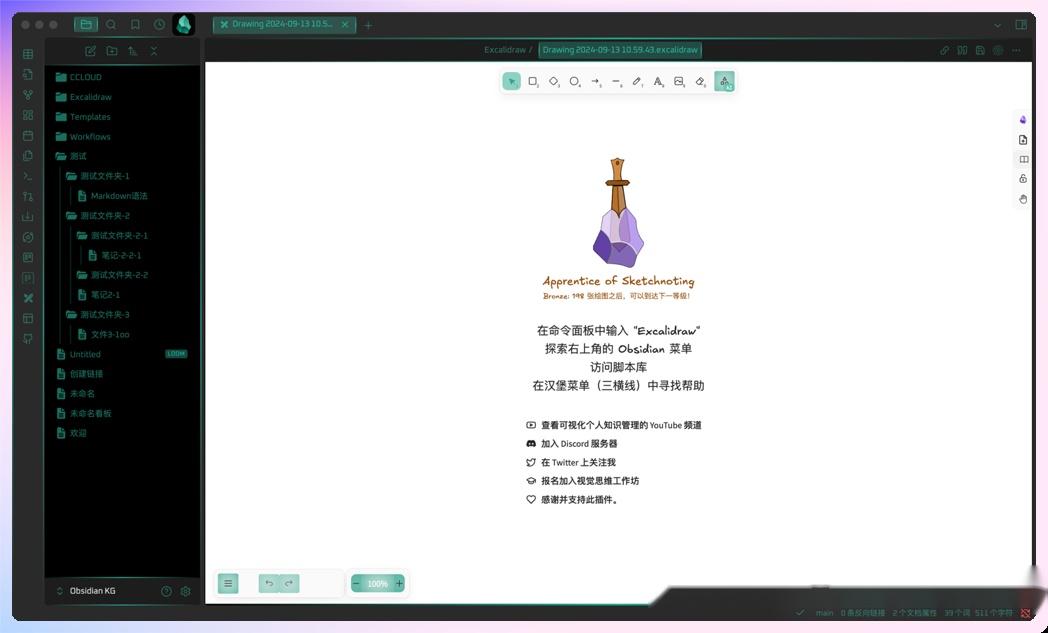 Drawing 2024-09-13 10.5...
Excalidraw / Drawing 2024-09-13 10.59.43.excalidraw
CCLOUD
Excalidraw
Templates
Workflows
测试
测试文件夹-1
Markdown语法
测试文件夹-2
测试文件夹-2-1
笔记-2-2-1
测试文件夹-2-2
笔记2-1
测试文件夹-3
文件3-1oo
Untitled LOOM
创建链接
未命名
未命名看板
欢迎
Obsidian KG
Apprentice of Sketchnoting
Bronze: 198 张绘图之后，可以到达下一等级！
在命令面板中输入 "Excalidraw"
探索右上角的 Obsidian 菜单
访问脚本库
在汉堡菜单（三横线）中寻找帮助
查看可视化个人知识管理的 YouTube 频道
加入 Discord 服务器
在 Twitter 上关注我
报名加入视觉思维工作坊
感谢并支持此插件。
100%
main 0 条反向链接 2 个文档属性 39 个词 511 个字符